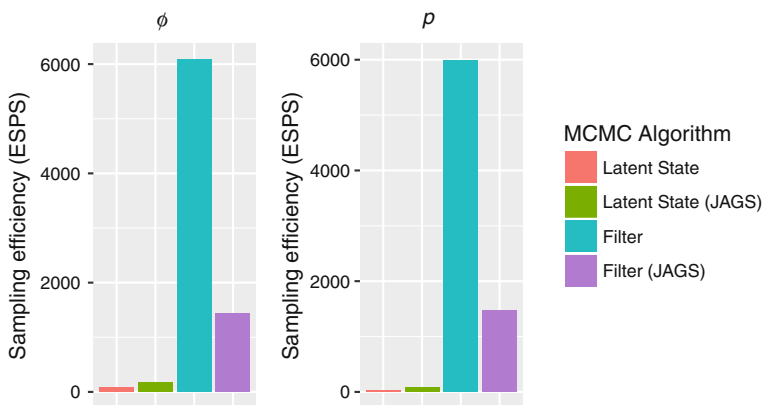 ϕ
Sampling efficiency (ESPS)
6000
4000
2000
0
p
Sampling efficiency (ESPS)
6000
4000
2000
0
MCMC Algorithm
Latent State
Latent State (JAGS)
Filter
Filter (JAGS)